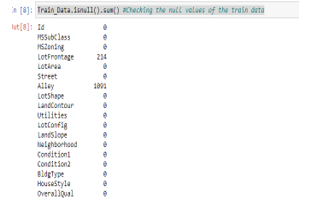 In [8]: Train_Data.isnull().sum() #Checking the null values of the train data
Out[8]: Id 0
MSSubClass 0
MSZoning 0
LotFrontage 214
LotArea 0
Street 0
Alley 1091
LotShape 0
LandContour 0
Utilities 0
LotConfig 0
LandSlope 0
Neighborhood 0
Condition1 0
Condition2 0
BldgType 0
HouseStyle 0
OverallQual 0